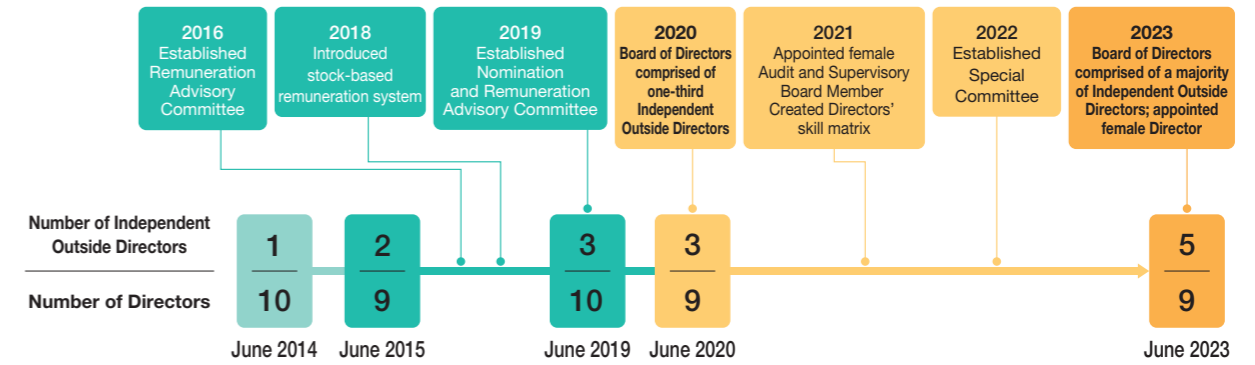 2016
Established
Remuneration
Advisory
Committee
2018
Introduced
stock-based
remuneration system
2019
Established
Nomination
and Remuneration
Advisory Committee
2020
Board of Directors
comprised of
one-third
Independent
Outside Directors
2021
Appointed female
Audit and Supervisory
Board Member
Created Directors’
skill matrix
2022
Established
Special
Committee
2023
Board of Directors
comprised of a majority
of Independent Outside
Directors; appointed
female Director
Number of Independent
Outside Directors
Number of Directors
1
10
June 2014
2
9
June 2015
3
10
June 2019
3
9
June 2020
5
9
June 2023